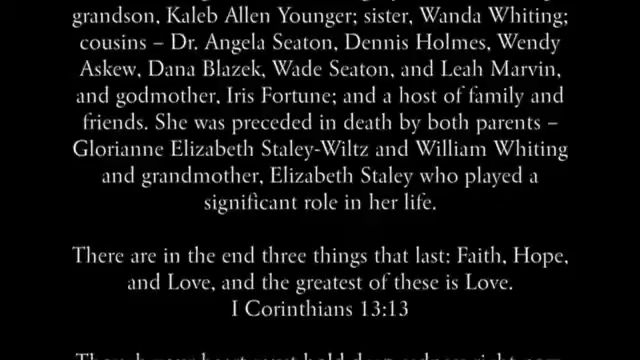 grandson, Kaleb Allen Younger; sister, Wanda Whiting;
cousins – Dr. Angela Seaton, Dennis Holmes, Wendy
Askew, Dana Blazek, Wade Seaton, and Leah Marvin,
and godmother, Iris Fortune; and a host of family and
friends. She was preceded in death by both parents –
Glorianne Elizabeth Staley-Wiltz and William Whiting
and grandmother, Elizabeth Staley who played a
significant role in her life.
There are in the end three things that last: Faith, Hope,
and Love, and the greatest of these is Love.
I Corinthians 13:13